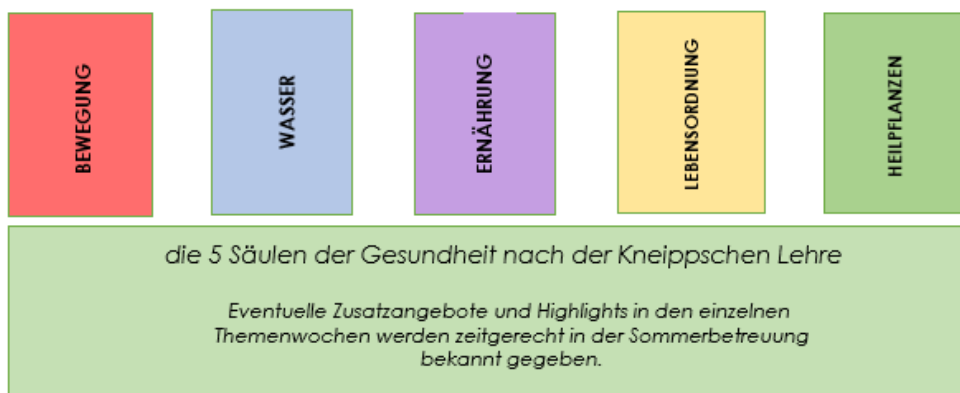 BEWEGUNG
WASSER
ERNÄHRUNG
LEBENSORDNUNG
HEILPFLANZEN
die 5 Säulen der Gesundheit nach der Kneippschen Lehre
Eventuelle Zusatzangebote und Highlights in den einzelnen
Themenwochen werden zeitgerecht in der Sommerbetreuung
bekannt gegeben.